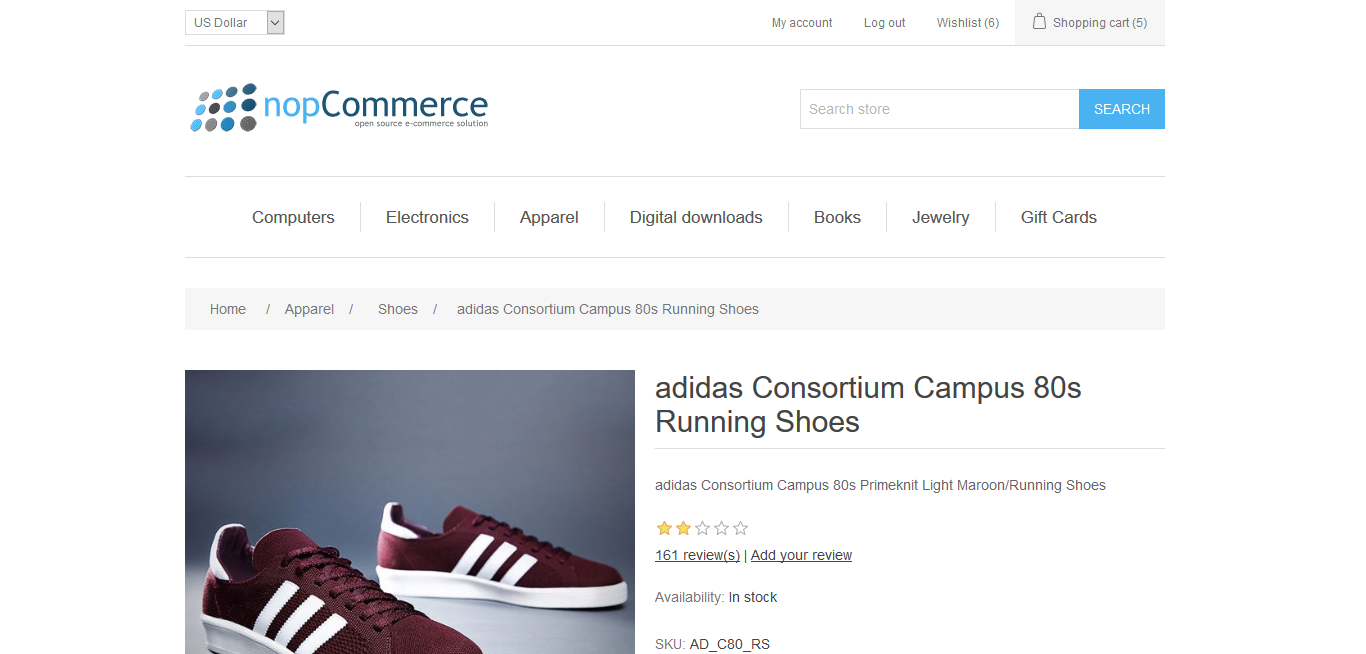 US Dollar
My account
Log out
Wishlist (6)
Shopping cart (5)
nopCommerce
open source e-commerce solution
Search store
SEARCH
Computers
Electronics
Apparel
Digital downloads
Books
Jewelry
Gift Cards
Home / Apparel / Shoes / adidas Consortium Campus 80s Running Shoes
adidas Consortium Campus 80s
Running Shoes
adidas Consortium Campus 80s Primeknit Light Maroon/Running Shoes
161 review(s) | Add your review
Availability: In stock
SKU: AD_C80_RS